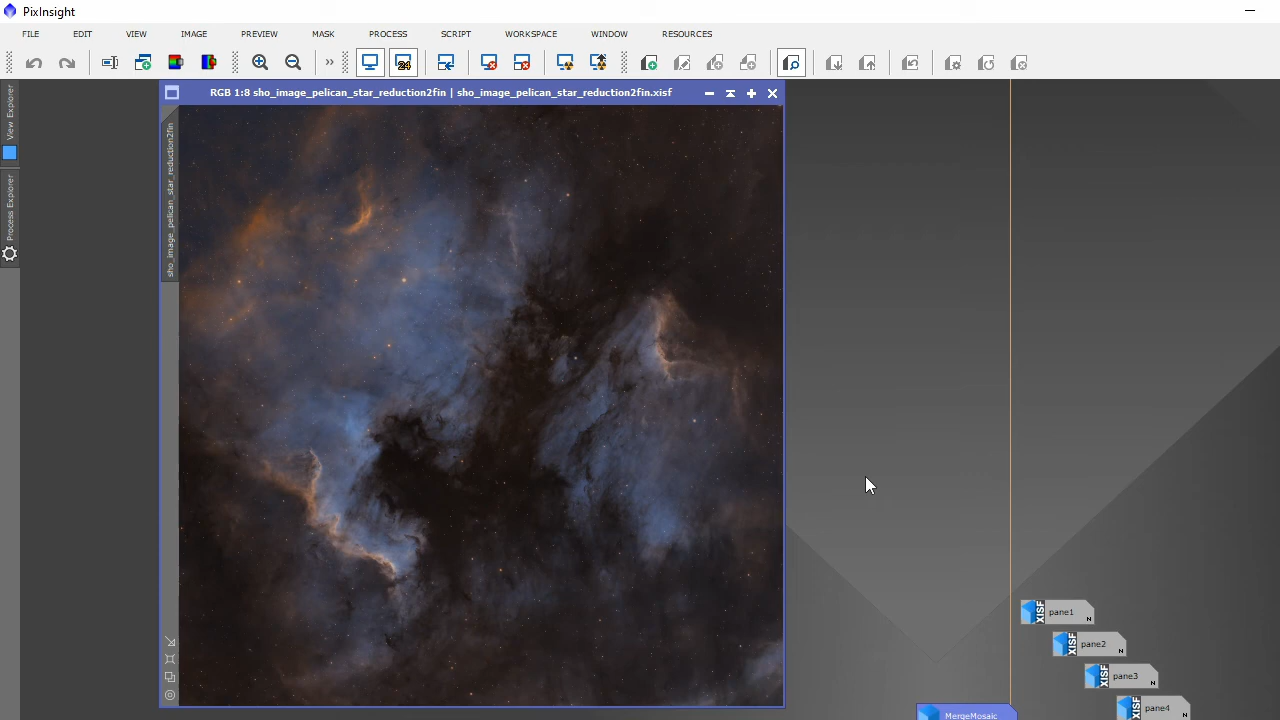 PixInsight
FILE EDIT VIEW IMAGE PREVIEW MASK PROCESS SCRIPT WORKSPACE WINDOW RESOURCES
24
View Explorer
Process Explorer
RGB 1:8 sho_image_pelican_star_reduction2fin | sho_image_pelican_star_reduction2fin.xisf
sho_image_pelican_star_reduction2fin
XISF pane1 N
XISF pane2 N
XISF pane3 N
XISF pane4 N
MergeMosaic